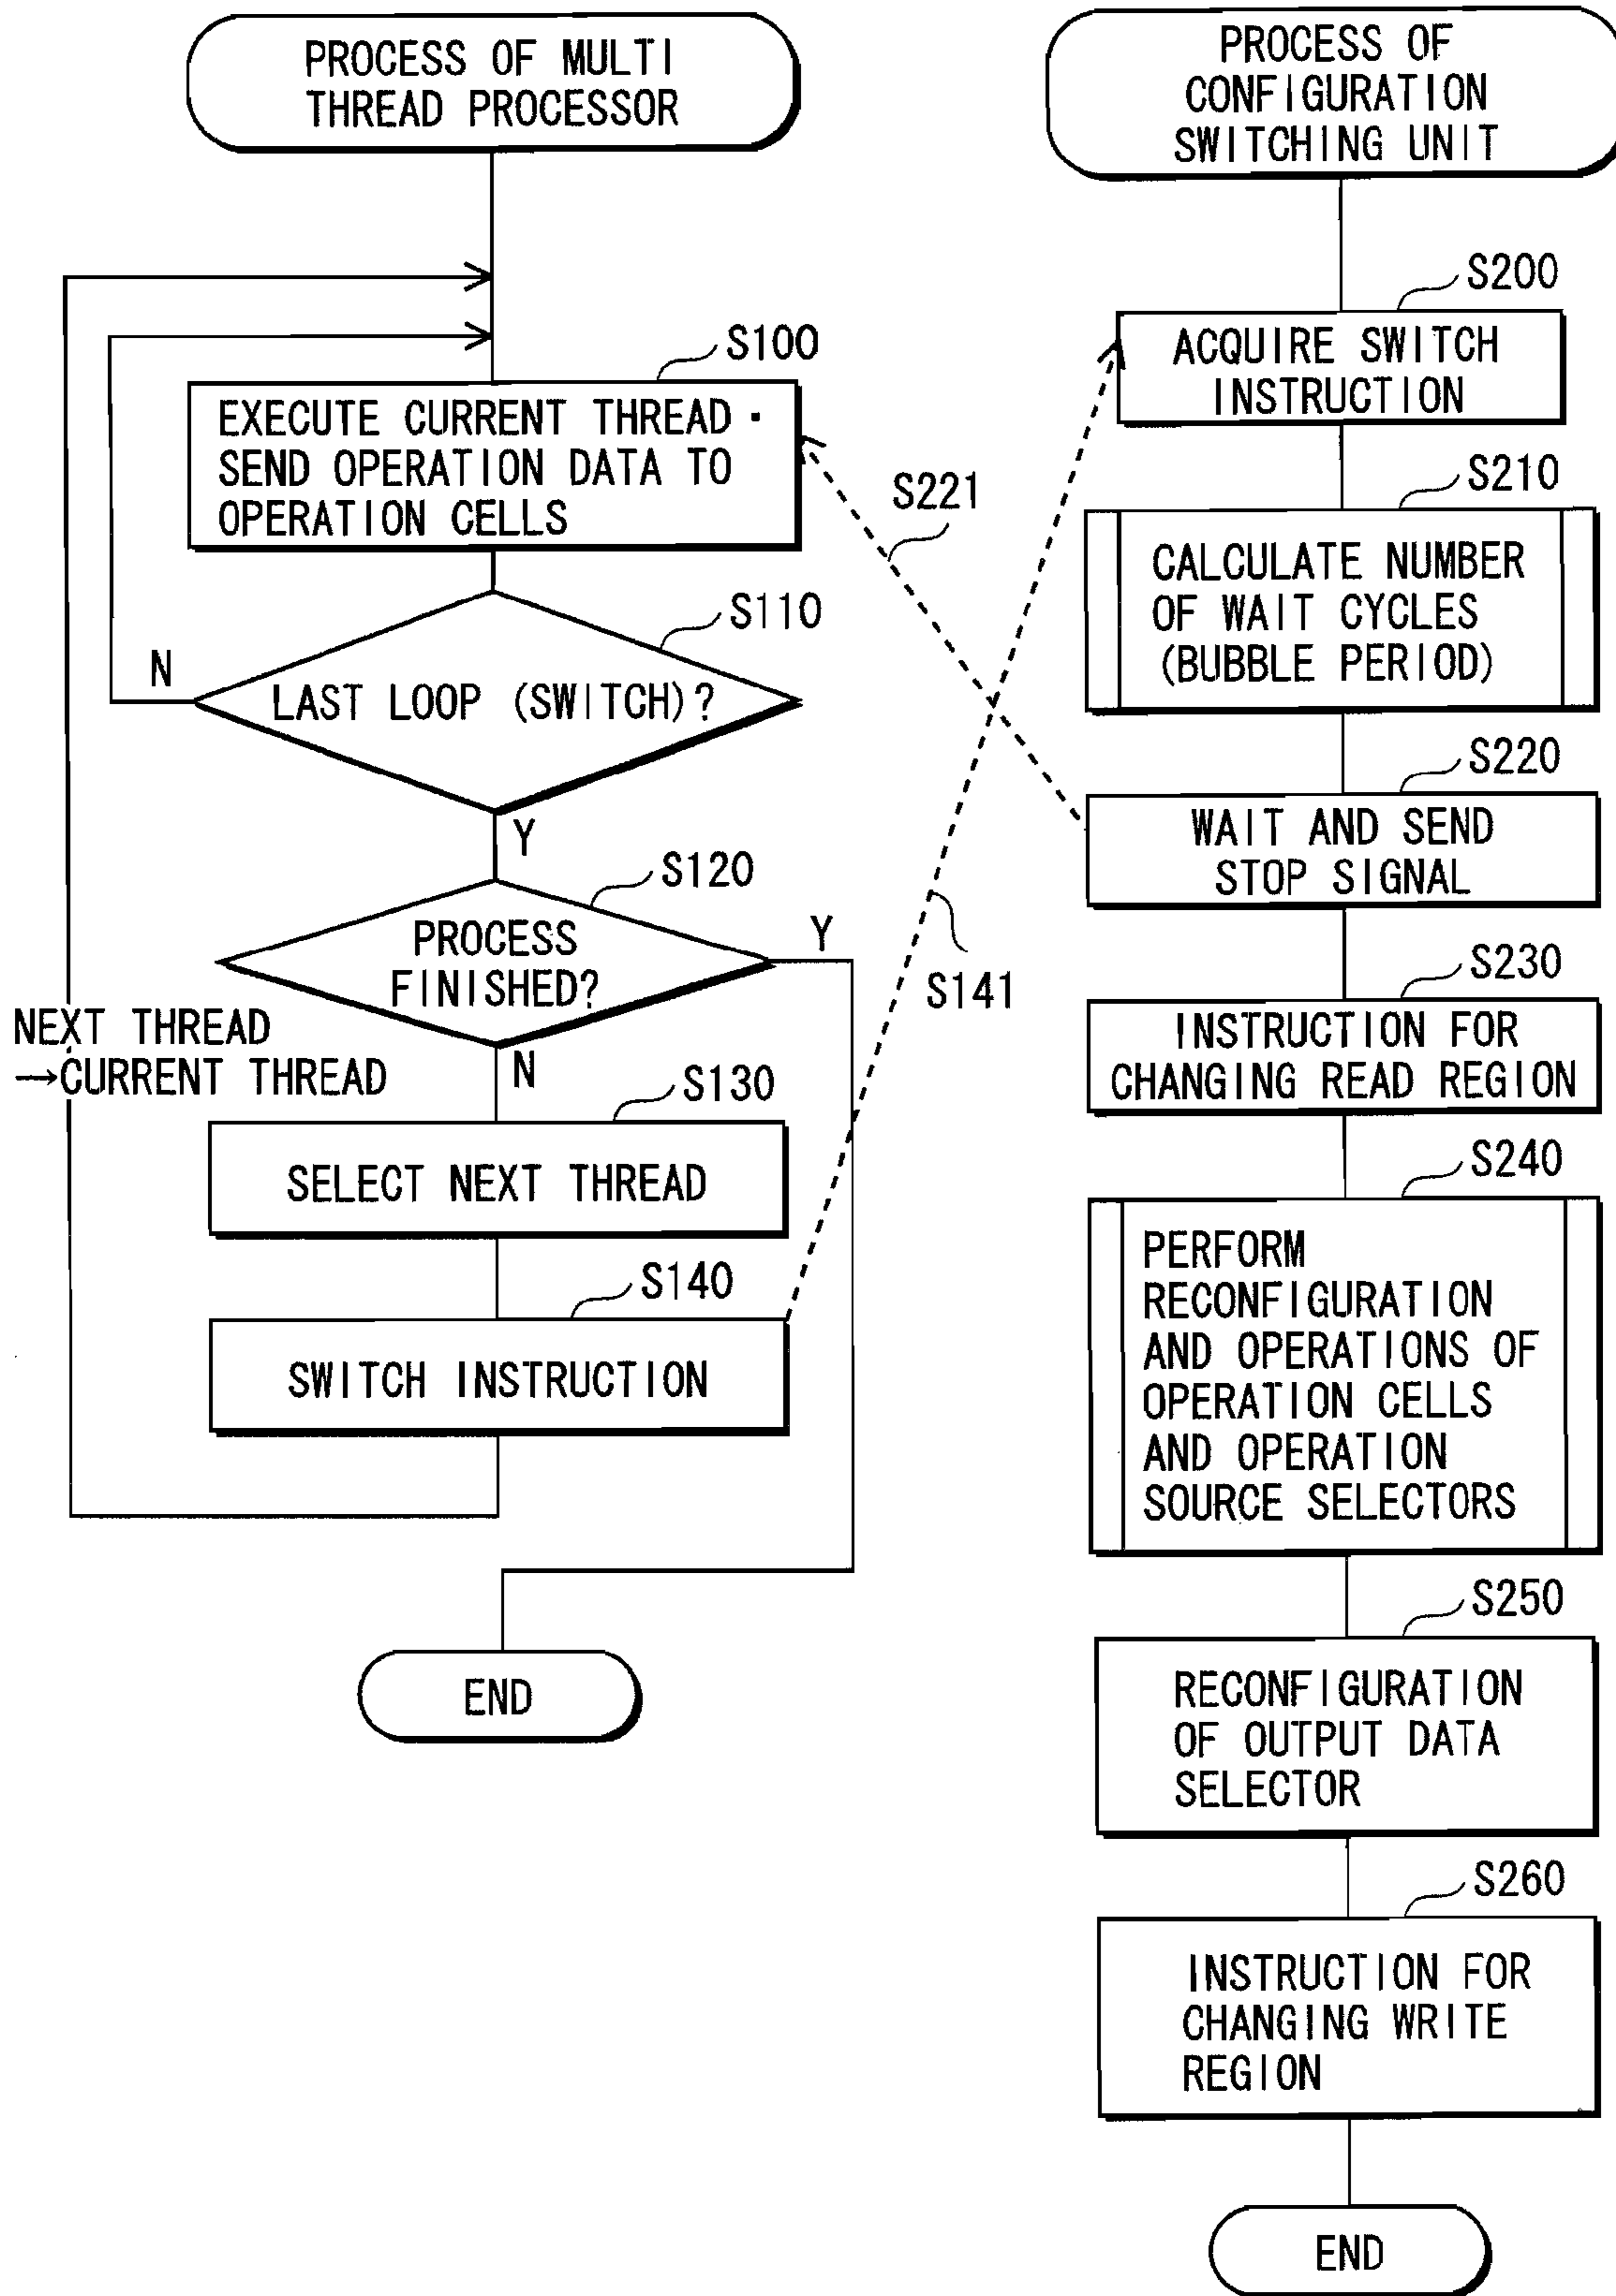 PROCESS OF MULTI
THREAD PROCESSOR
S100
EXECUTE CURRENT THREAD・
SEND OPERATION DATA TO
OPERATION CELLS
S110
N
LAST LOOP (SWITCH)?
Y
S120
PROCESS
FINISHED?
Y
N
NEXT THREAD
→CURRENT THREAD
S130
SELECT NEXT THREAD
S140
SWITCH INSTRUCTION
END
S221
S141
PROCESS OF
CONFIGURATION
SWITCHING UNIT
S200
ACQUIRE SWITCH
INSTRUCTION
S210
CALCULATE NUMBER
OF WAIT CYCLES
(BUBBLE PERIOD)
S220
WAIT AND SEND
STOP SIGNAL
S230
INSTRUCTION FOR
CHANGING READ REGION
S240
PERFORM
RECONFIGURATION
AND OPERATIONS OF
OPERATION CELLS
AND OPERATION
SOURCE SELECTORS
S250
RECONFIGURATION
OF OUTPUT DATA
SELECTOR
S260
INSTRUCTION FOR
CHANGING WRITE
REGION
END